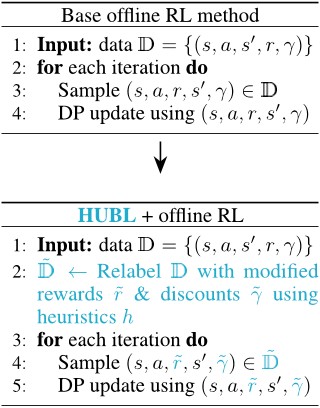 Base offline RL method
1: Input: data 𝔻 = {(s, a, s′, r, γ)}
2: for each iteration do
3: Sample (s, a, r, s′, γ) ∈ 𝔻
4: DP update using (s, a, r, s′, γ)
HUBL + offline RL
1: Input: data 𝔻 = {(s, a, s′, r, γ)}
2: 𝔻̃ ← Relabel 𝔻 with modified
rewards r̃ & discounts γ̃ using
heuristics h
3: for each iteration do
4: Sample (s, a, r̃, s′, γ̃) ∈ 𝔻̃
5: DP update using (s, a, r̃, s′, γ̃)